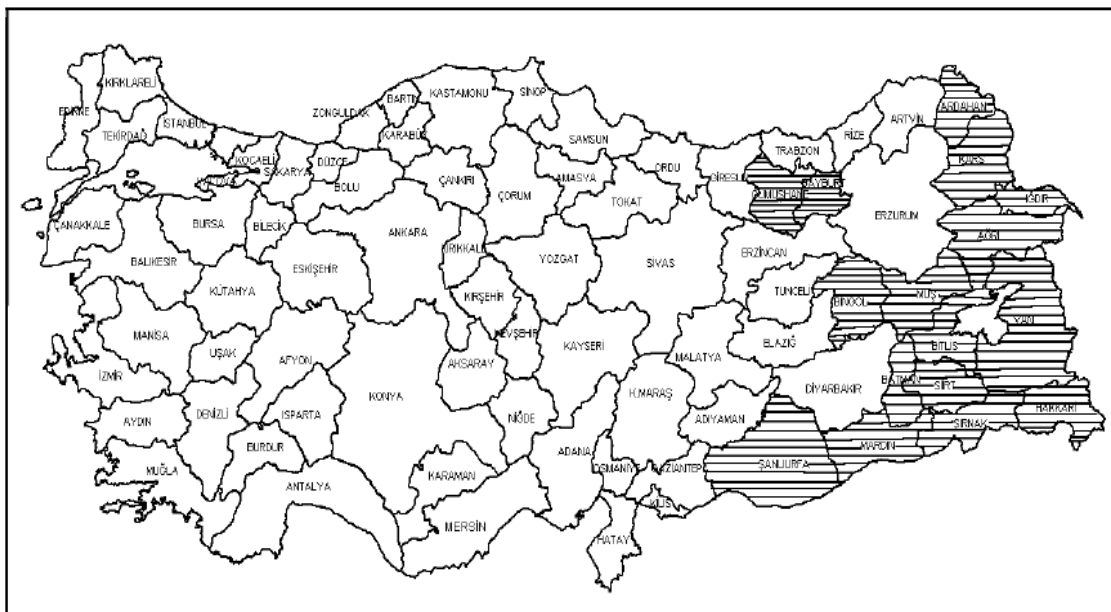 KIRKLARELİ
EDİRNE
TEKİRDAĞ
İSTANBUL
KOCAELİ
YALOVA
SAKARYA
DÜZCE
ZONGULDAK
BARTIN
KARABÜK
KASTAMONU
SİNOP
SAMSUN
BOLU
ÇANKIRI
ÇORUM
AMASYA
TOKAT
ORDU
GİRESU
TRABZON
RİZE
ARTVİN
ARDAHAN
KARS
IĞDIR
AĞRI
ERZURUM
BAYBUR
UMUŞHANE
ERZİNCAN
TUNCELİ
BİNGÖL
MUŞ
VAN
BİTLİS
SİİRT
BATMAN
HAKKARİ
ŞIRNAK
MARDİN
DİYARBAKIR
ŞANLIURFA
ELAZIĞ
MALATYA
ADIYAMAN
K.MARAŞ
GAZİANTEP
KİLİS
OSMANİYE
HATAY
ADANA
MERSİN
KARAMAN
NİĞDE
KAYSERİ
SİVAS
YOZGAT
KIRIKKALE
KIRŞEHİR
NEVŞEHİR
AKSARAY
KONYA
ANKARA
ESKİŞEHİR
BİLECİK
BURSA
ÇANAKKALE
BALIKESİR
KÜTAHYA
MANİSA
UŞAK
AFYON
İZMİR
AYDIN
DENİZLİ
ISPARTA
BURDUR
MUĞLA
ANTALYA